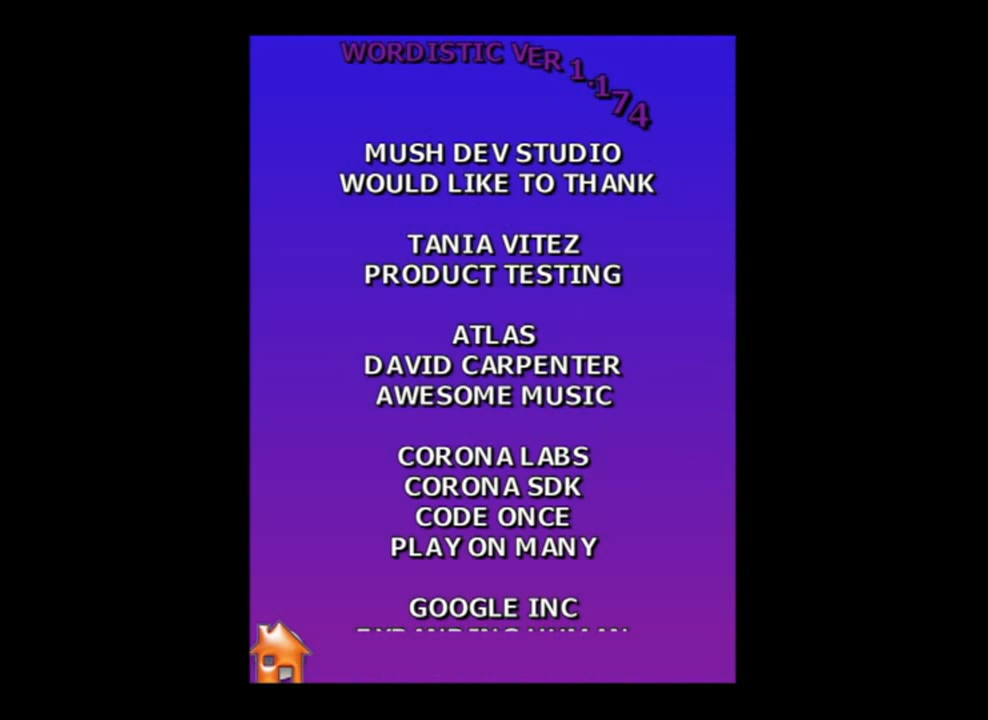 WORDISTIC VER 1.174
MUSH DEV STUDIO
WOULD LIKE TO THANK
TANIA VITEZ
PRODUCT TESTING
ATLAS
DAVID CARPENTER
AWESOME MUSIC
CORONA LABS
CORONA SDK
CODE ONCE
PLAY ON MANY
GOOGLE INC